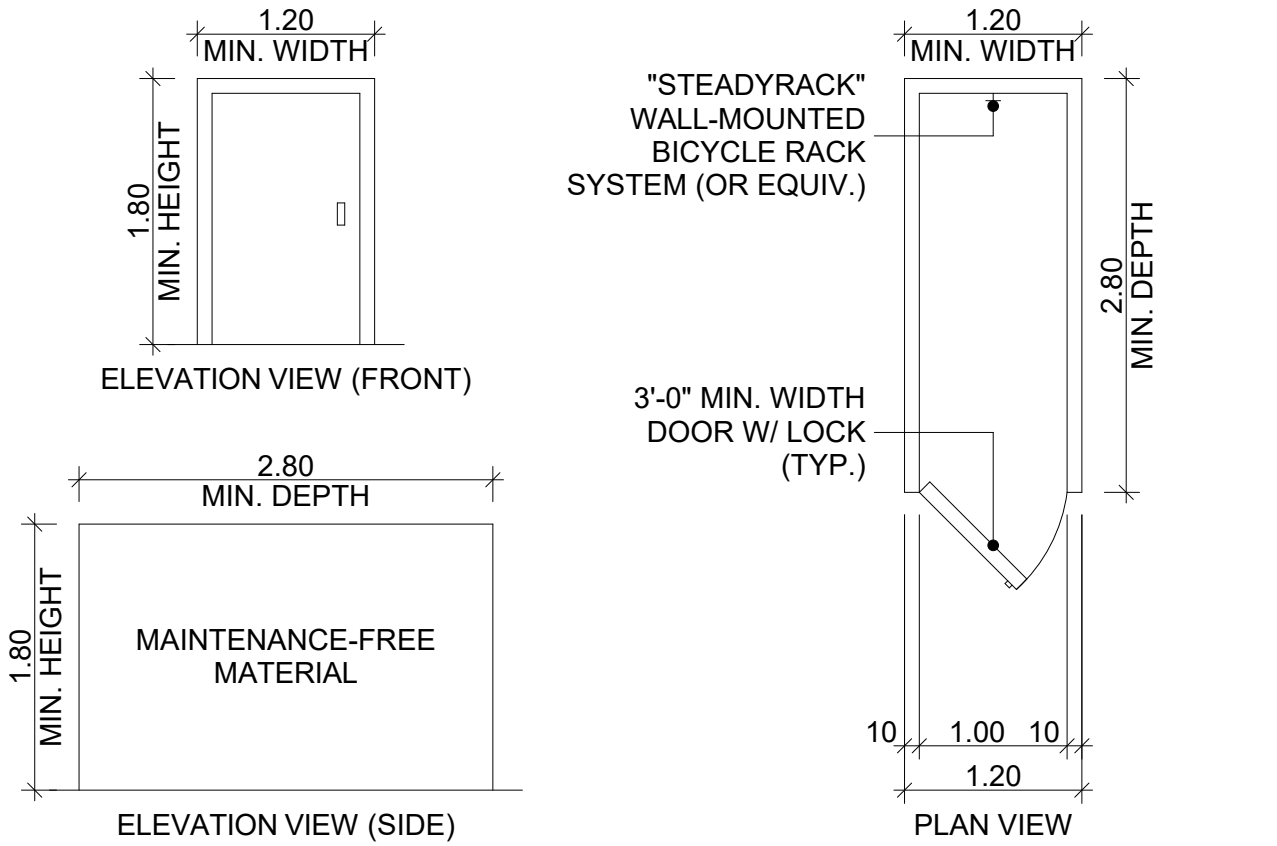 1.20
MIN. WIDTH
1.80
MIN. HEIGHT
ELEVATION VIEW (FRONT)
2.80
MIN. DEPTH
1.80
MIN. HEIGHT
MAINTENANCE-FREE
MATERIAL
ELEVATION VIEW (SIDE)
1.20
MIN. WIDTH
"STEADYRACK"
WALL-MOUNTED
BICYCLE RACK
SYSTEM (OR EQUIV.)
2.80
MIN. DEPTH
3'-0" MIN. WIDTH
DOOR W/ LOCK
(TYP.)
10 1.00 10
1.20
PLAN VIEW